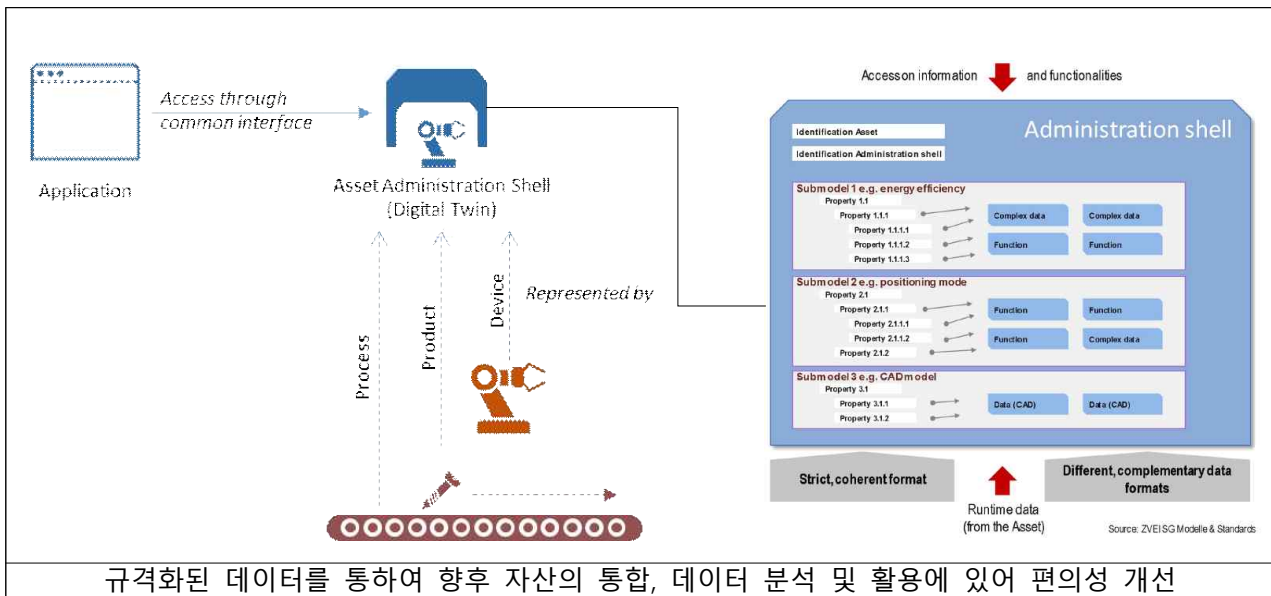 Application
Access through
common interface
Asset Administration Shell
(Digital Twin)
Process
Product
Device
Represented by
Access on information and functionalities
Administration shell
Identification Asset
Identification Administration shell
Submodel 1 e.g. energy efficiency
Property 1.1
Property 1.1.1
Property 1.1.1.1
Property 1.1.1.2
Property 1.1.1.3
Complex data
Complex data
Function
Function
Submodel 2 e.g. positioning mode
Property 2.1
Property 2.1.1
Property 2.1.1.1
Property 2.1.1.2
Property 2.1.2
Function
Function
Function
Complex data
Submodel 3 e.g. CAD model
Property 3.1
Property 3.1.1
Property 3.1.2
Data (CAD)
Data (CAD)
Strict, coherent format
Runtime data
(from the Asset)
Different, complementary data
formats
Source: ZVEI SG Modelle & Standards
규격화된 데이터를 통하여 향후 자산의 통합, 데이터 분석 및 활용에 있어 편의성 개선